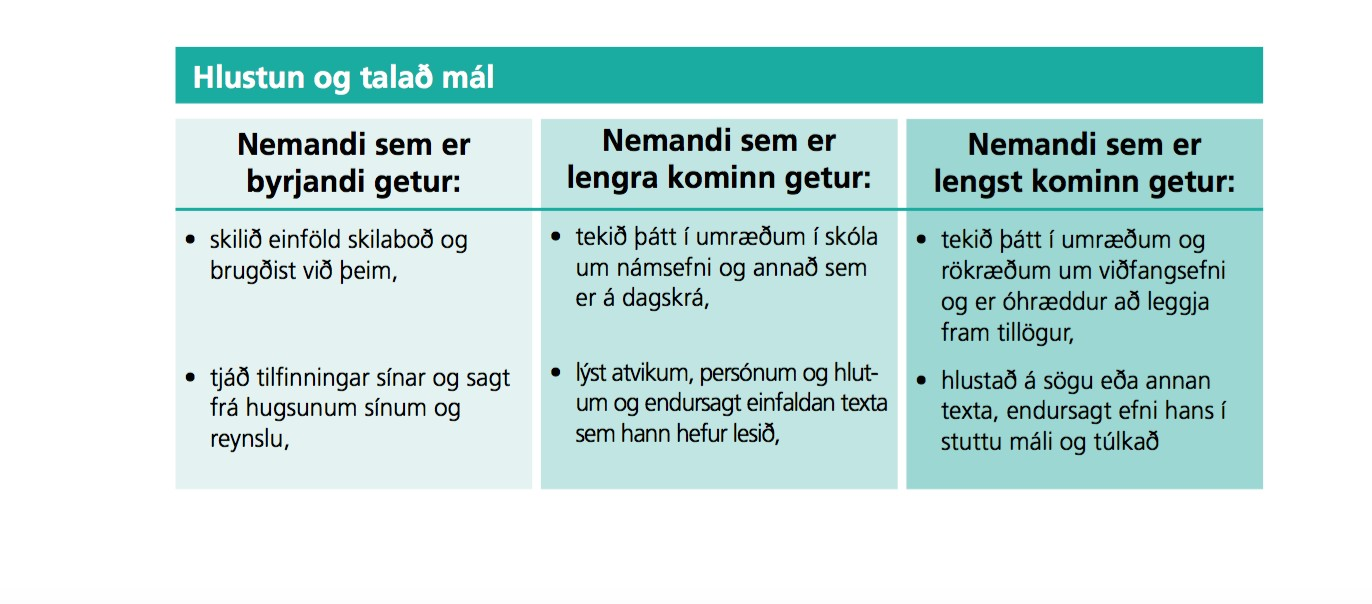 Hlustun og talað mál
Nemandi sem er
byrjandi getur:
• skilið einföld skilaboð og
brugðist við þeim,
• tjáð tilfinningar sínar og sagt
frá hugsunum sínum og
reynslu,
Nemandi sem er
lengra kominn getur:
• tekið þátt í umræðum í skóla
um námsefni og annað sem
er á dagskrá,
• lýst atvikum, persónum og hlut-
um og endursagt einfaldan texta
sem hann hefur lesið,
Nemandi sem er
lengst kominn getur:
• tekið þátt í umræðum og
rökræðum um viðfangsefni
og er óhræddur að leggja
fram tillögur,
• hlustað á sögu eða annan
texta, endursagt efni hans í
stuttu máli og túlkað